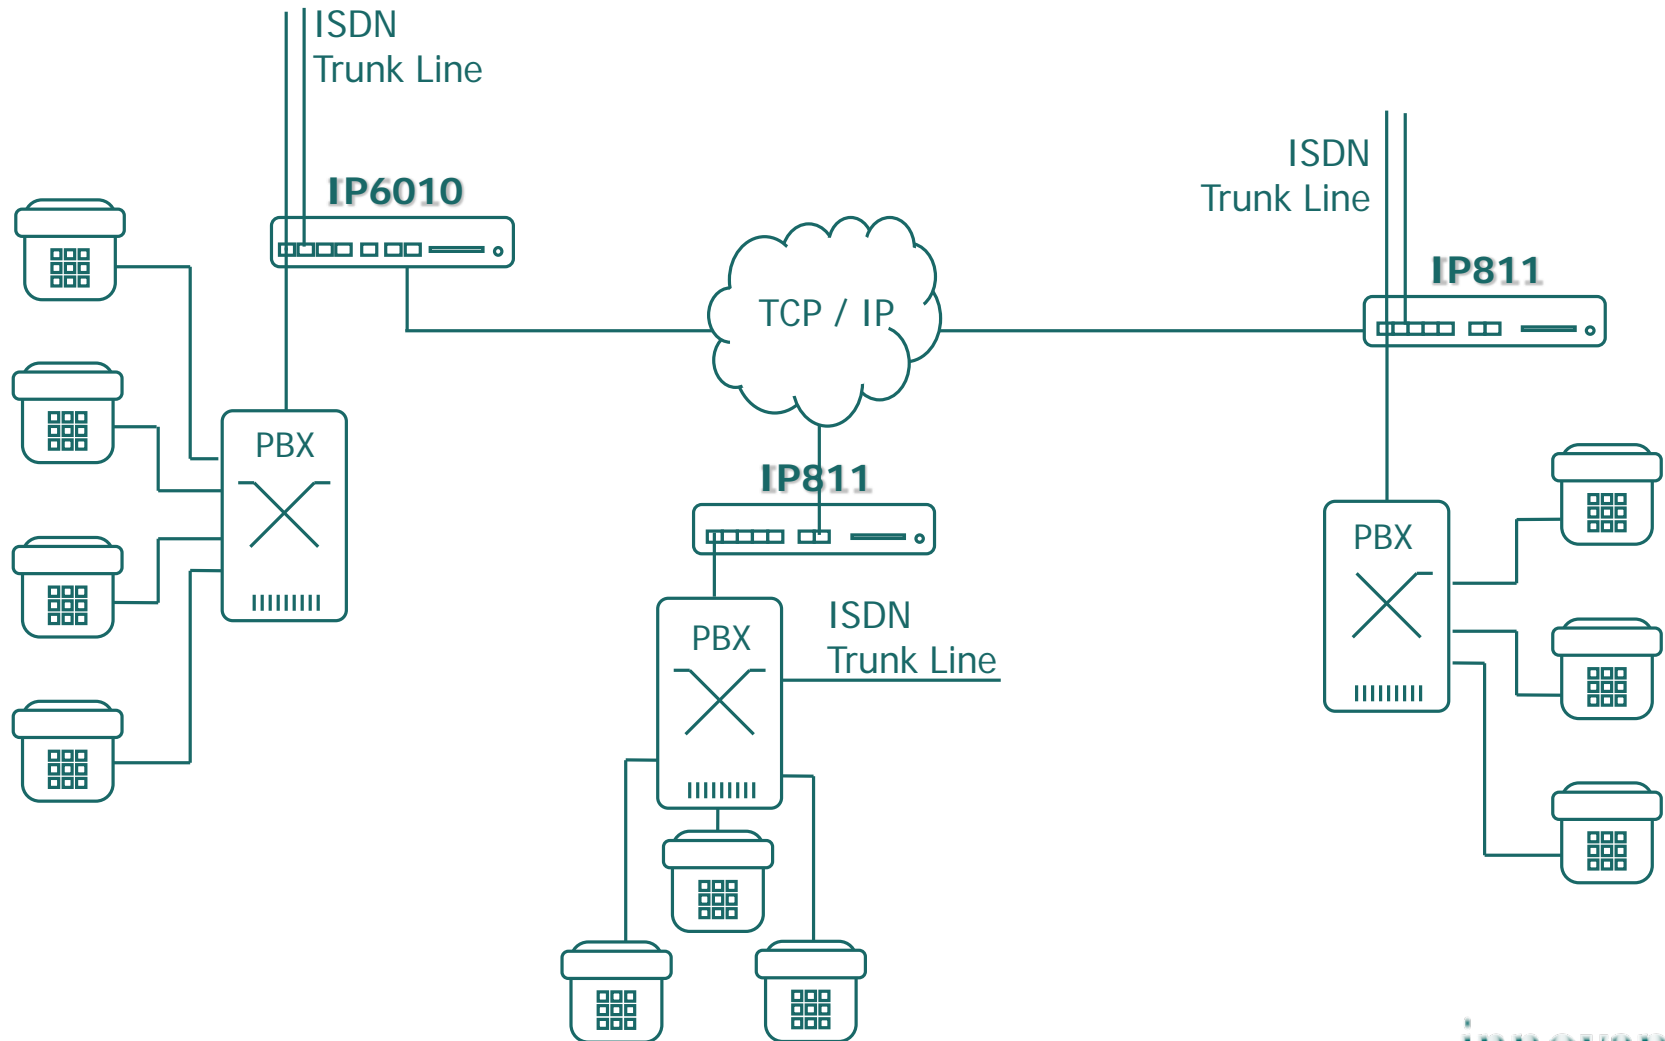 ISDN
Trunk Line
IP6010
ISDN
Trunk Line
IP811
TCP / IP
PBX
IP811
PBX
PBX
ISDN
Trunk Line